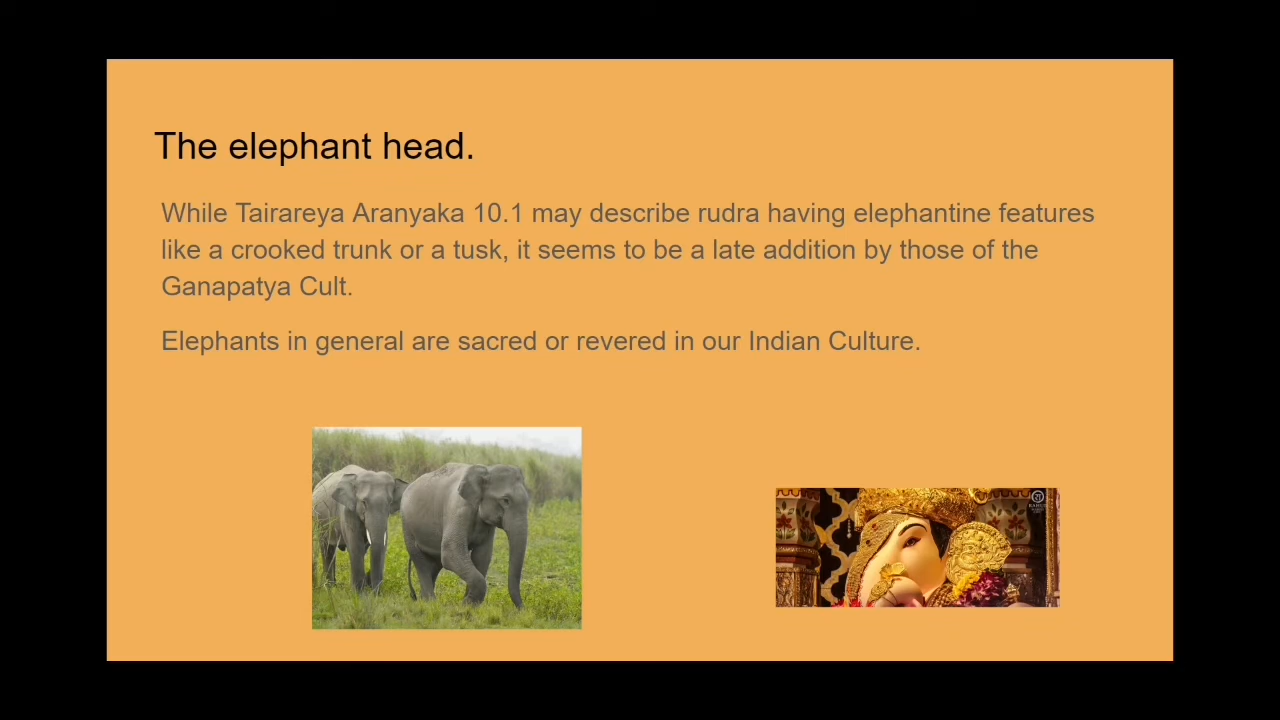 The elephant head.
While Tairareya Aranyaka 10.1 may describe rudra having elephantine features
like a crooked trunk or a tusk, it seems to be a late addition by those of the
Ganapatya Cult.
Elephants in general are sacred or revered in our Indian Culture.